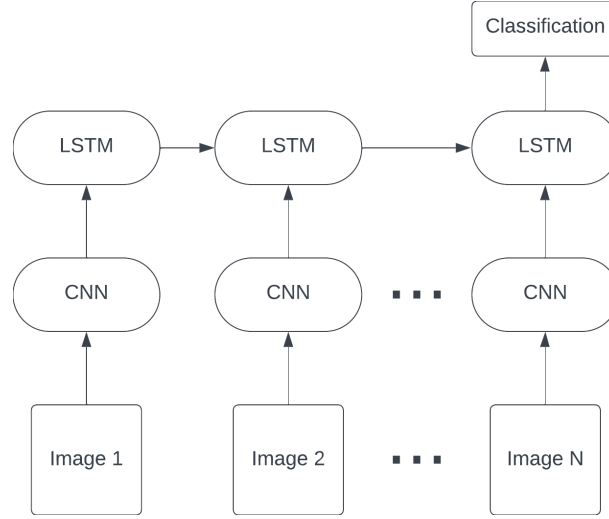 Classification
LSTM
LSTM
LSTM
CNN
CNN
CNN
Image 1
Image 2
Image N